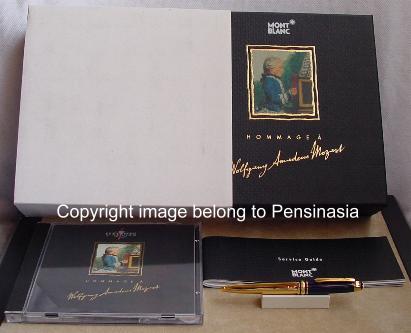 MONT
BLANC
HOMMAGE À
Wolfgang Amadeus Mozart
Copyright image belong to Pensinasia
HOMMAGE
Wolfgang Amadeus Mozart
Service Guide
MONT
BLANC